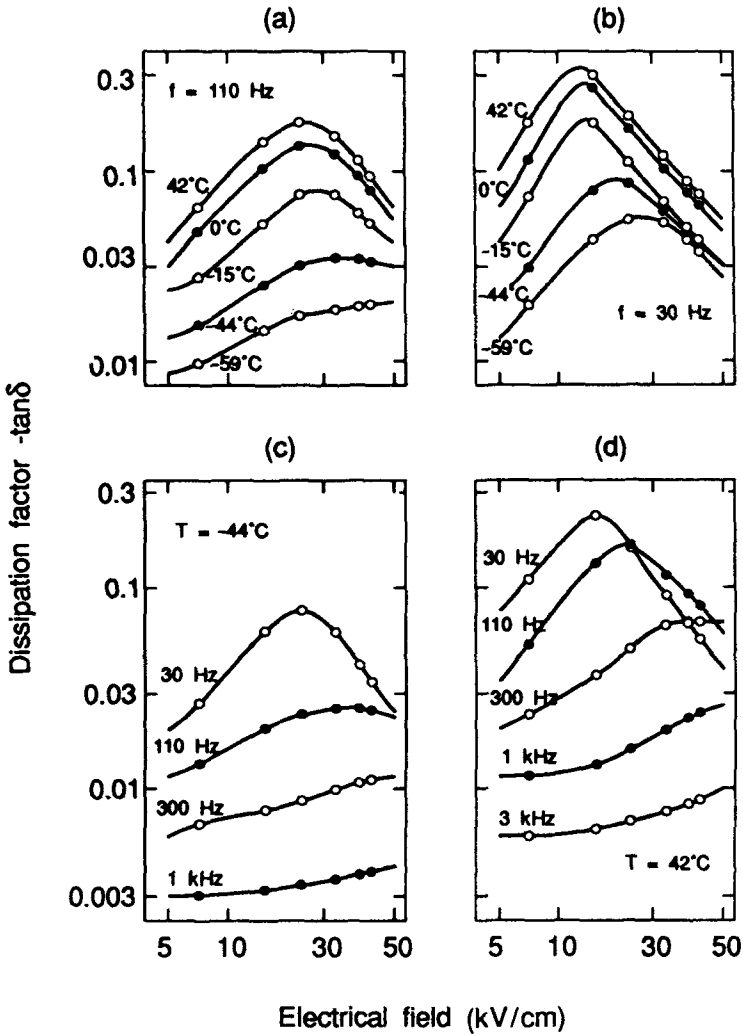 (a)
(b)
0.3
0.1
0.03
0.01
f = 110 Hz
42°C
0°C
-15°C
-44°C
-59°C
42°C
0°C
-15°C
-44°C
-59°C
f = 30 Hz
Dissipation factor -tanδ
(c)
(d)
0.3
0.1
0.03
0.01
0.003
T = -44°C
30 Hz
110 Hz
300 Hz
1 kHz
30 Hz
110 Hz
300 Hz
1 kHz
3 kHz
T = 42°C
5 10 30 50
5 10 30 50
Electrical field (kV/cm)